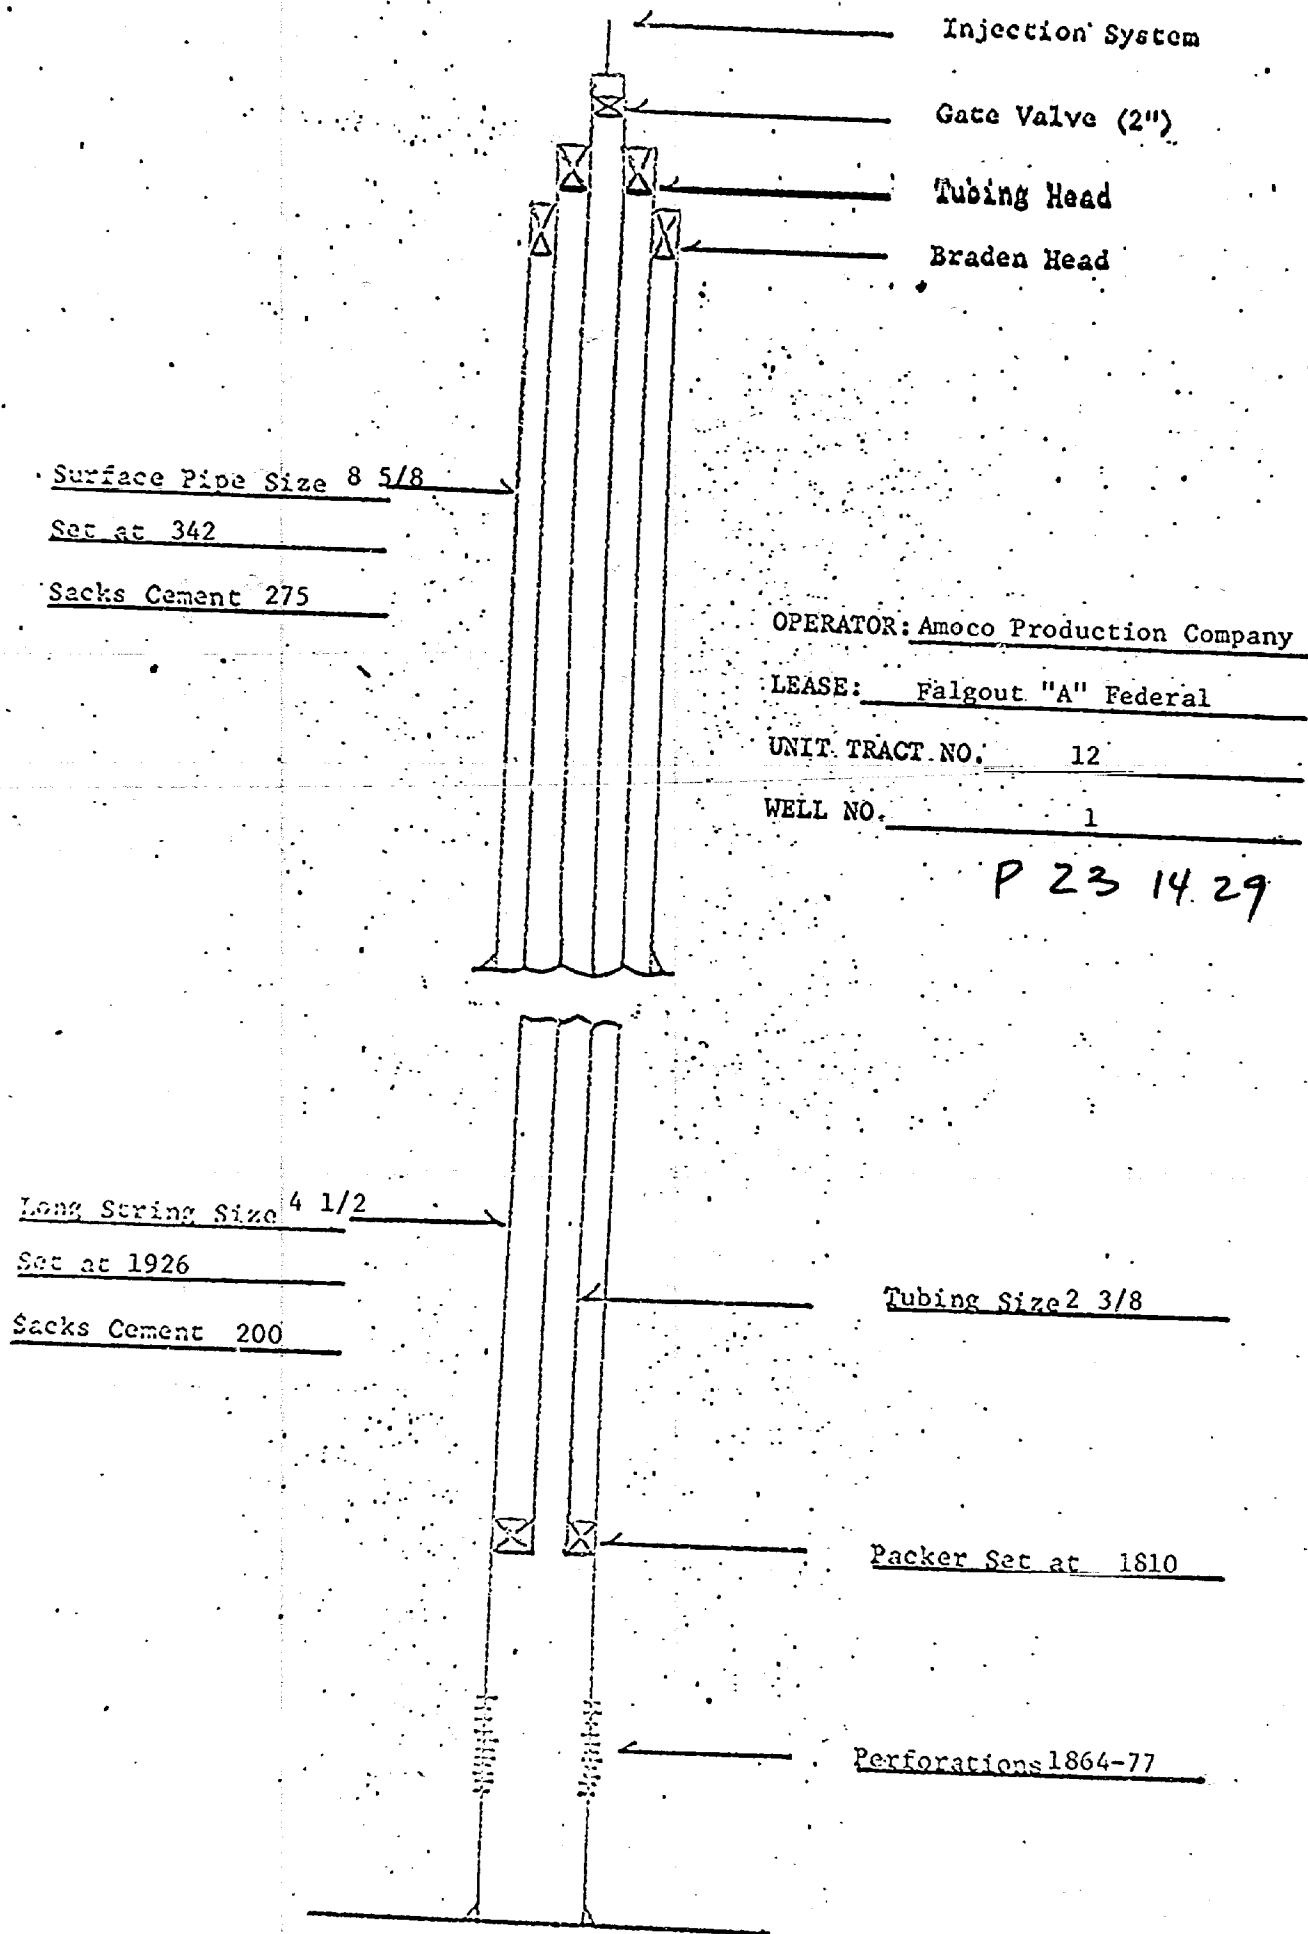 Injection System
Gate Valve (2")
Tubing Head
Braden Head
Surface Pipe Size 8 5/8
Set at 342
Sacks Cement 275
OPERATOR: Amoco Production Company
LEASE: Falgout "A" Federal
UNIT TRACT NO. 12
WELL NO. 1
P 23 14 29
Long String Size 4 1/2
Set at 1926
Sacks Cement 200
Tubing Size 2 3/8
Packer Set at 1810
Perforations 1864-77